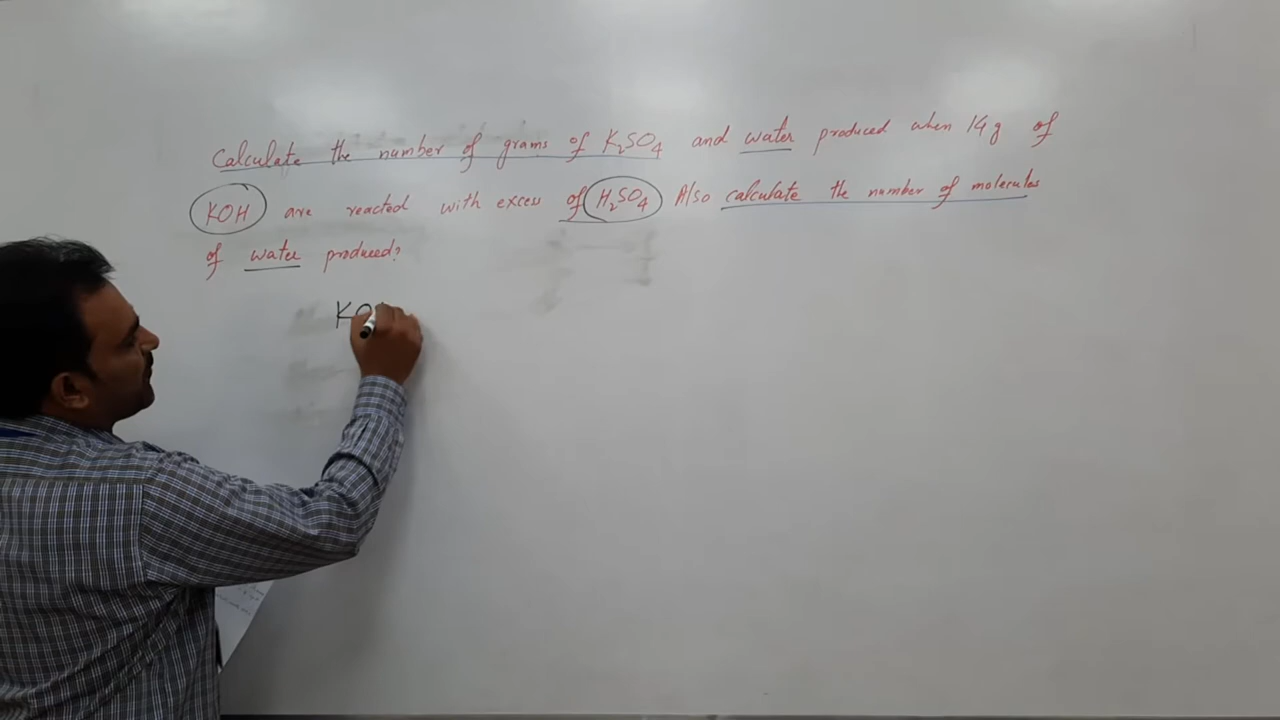 Calculate the number of grams of K₂SO₄ and water produced when 14 g of
KOH are reacted with excess of H₂SO₄ Also calculate the number of molecules
of water produced?
KO